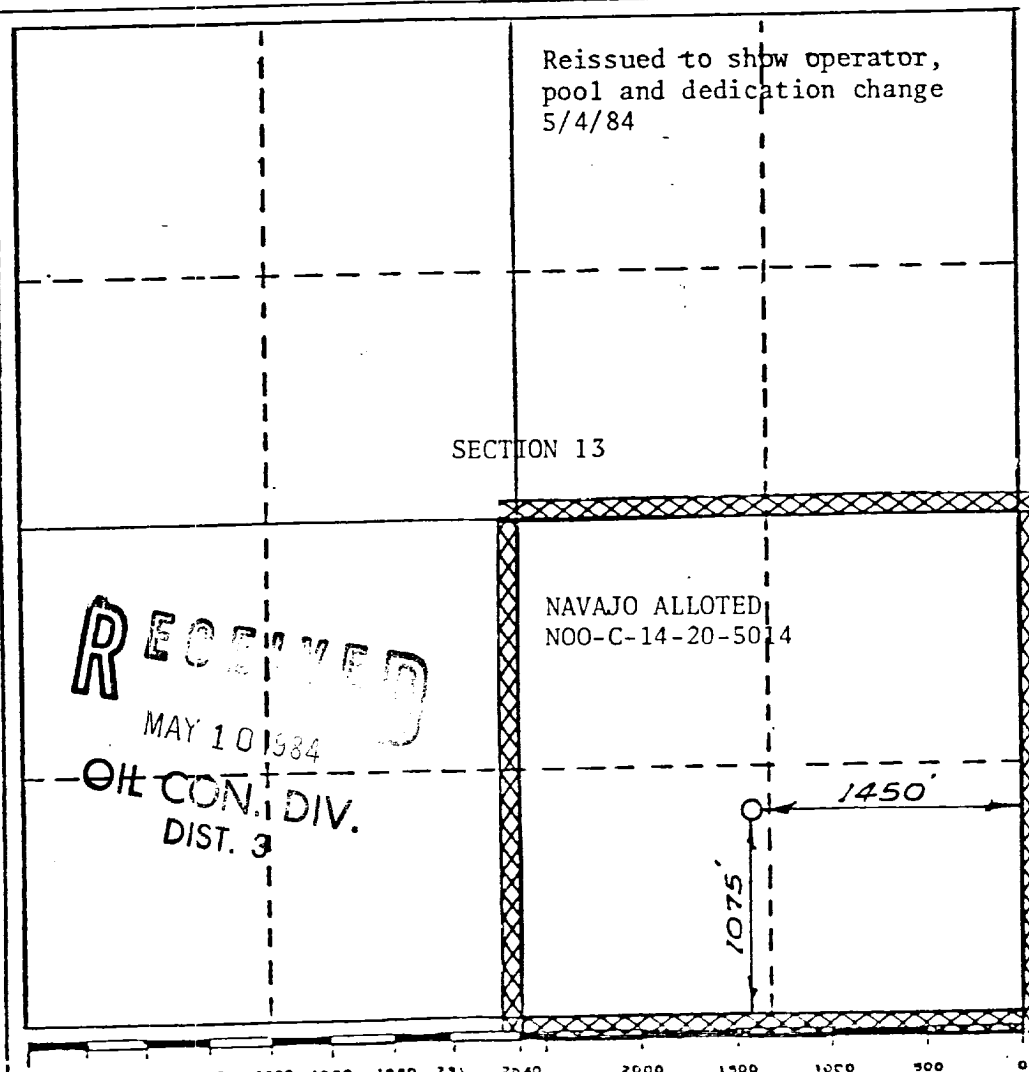 Reissued to show operator,
pool and dedication change
5/4/84
SECTION 13
NAVAJO ALLOTED
NOO-C-14-20-5014
RECEIVED
MAY 10 1984
OIL CON. DIV.
DIST. 3
1450'
1075'
2640 2000 1500 1000 500 0